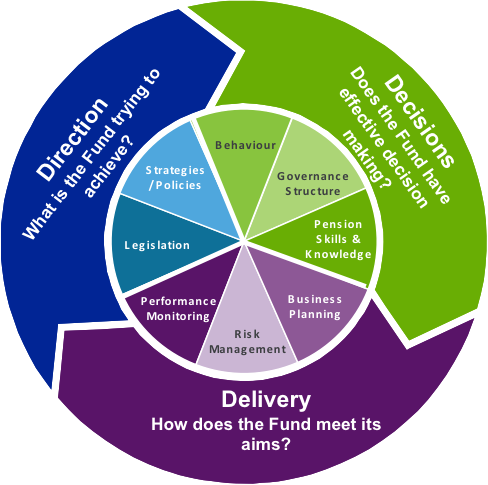 Direction
What is the Fund trying to
achieve?
Decisions
Does the Fund have
effective decision
making?
Behaviour
Governance
Structure
Pension
Skills &
Knowledge
Business
Planning
Risk
Management
Performance
Monitoring
Legislation
Strategies
/Policies
Delivery
How does the Fund meet its
aims?